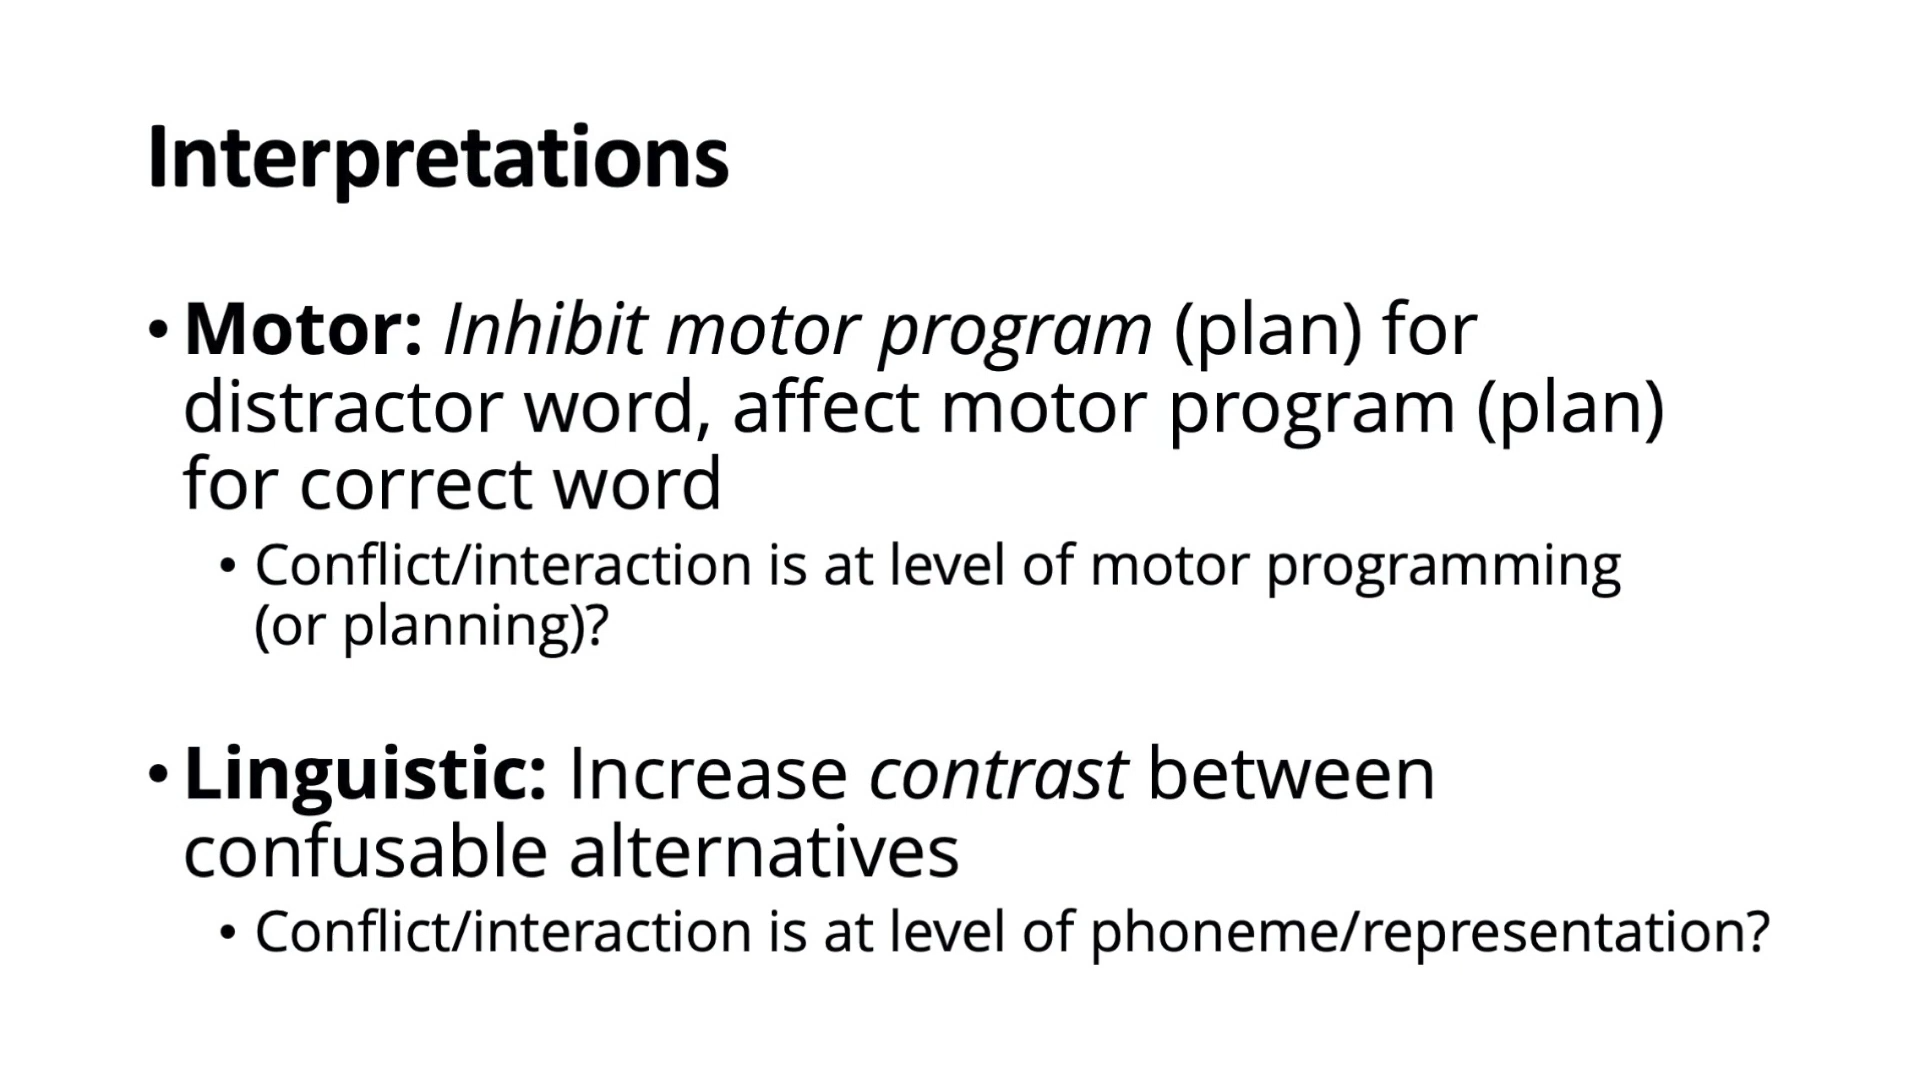 Interpretations
• Motor: Inhibit motor program (plan) for
distractor word, affect motor program (plan)
for correct word
• Conflict/interaction is at level of motor programming
(or planning)?
• Linguistic: Increase contrast between
confusable alternatives
• Conflict/interaction is at level of phoneme/representation?